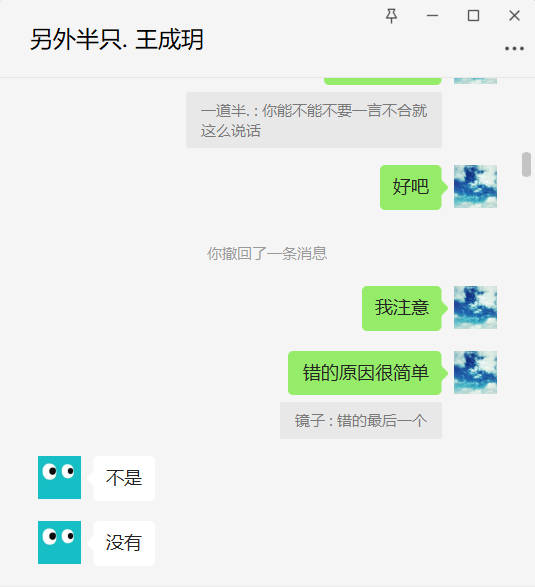 另外半只. 王成玥
一道半. : 你能不能不要一言不合就
这么说话
好吧
你撤回了一条消息
我注意
错的原因很简单
镜子 : 错的最后一个
不是
没有